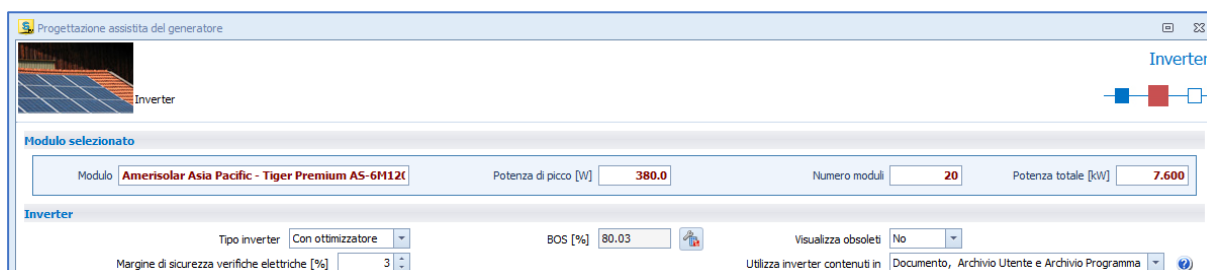 Progettazione assistita del generatore
Inverter
Inverter
Modulo selezionato
Modulo Amerisolar Asia Pacific - Tiger Premium AS-6M12( Potenza di picco [W] 380.0 Numero moduli 20 Potenza totale [kW] 7.600
Inverter
Tipo inverter Con ottimizzatore BOS [%] 80.03 Visualizza obsoleti No
Margine di sicurezza verifiche elettriche [%] 3 Utilizza inverter contenuti in Documento, Archivio Utente e Archivio Programma